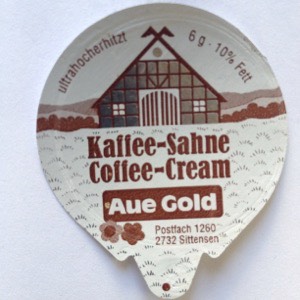 ultrahocherhitzt
6 g · 10% Fett
Kaffee-Sahne
Coffee-Cream
Aue Gold
Postfach 1260
2732 Sittensen